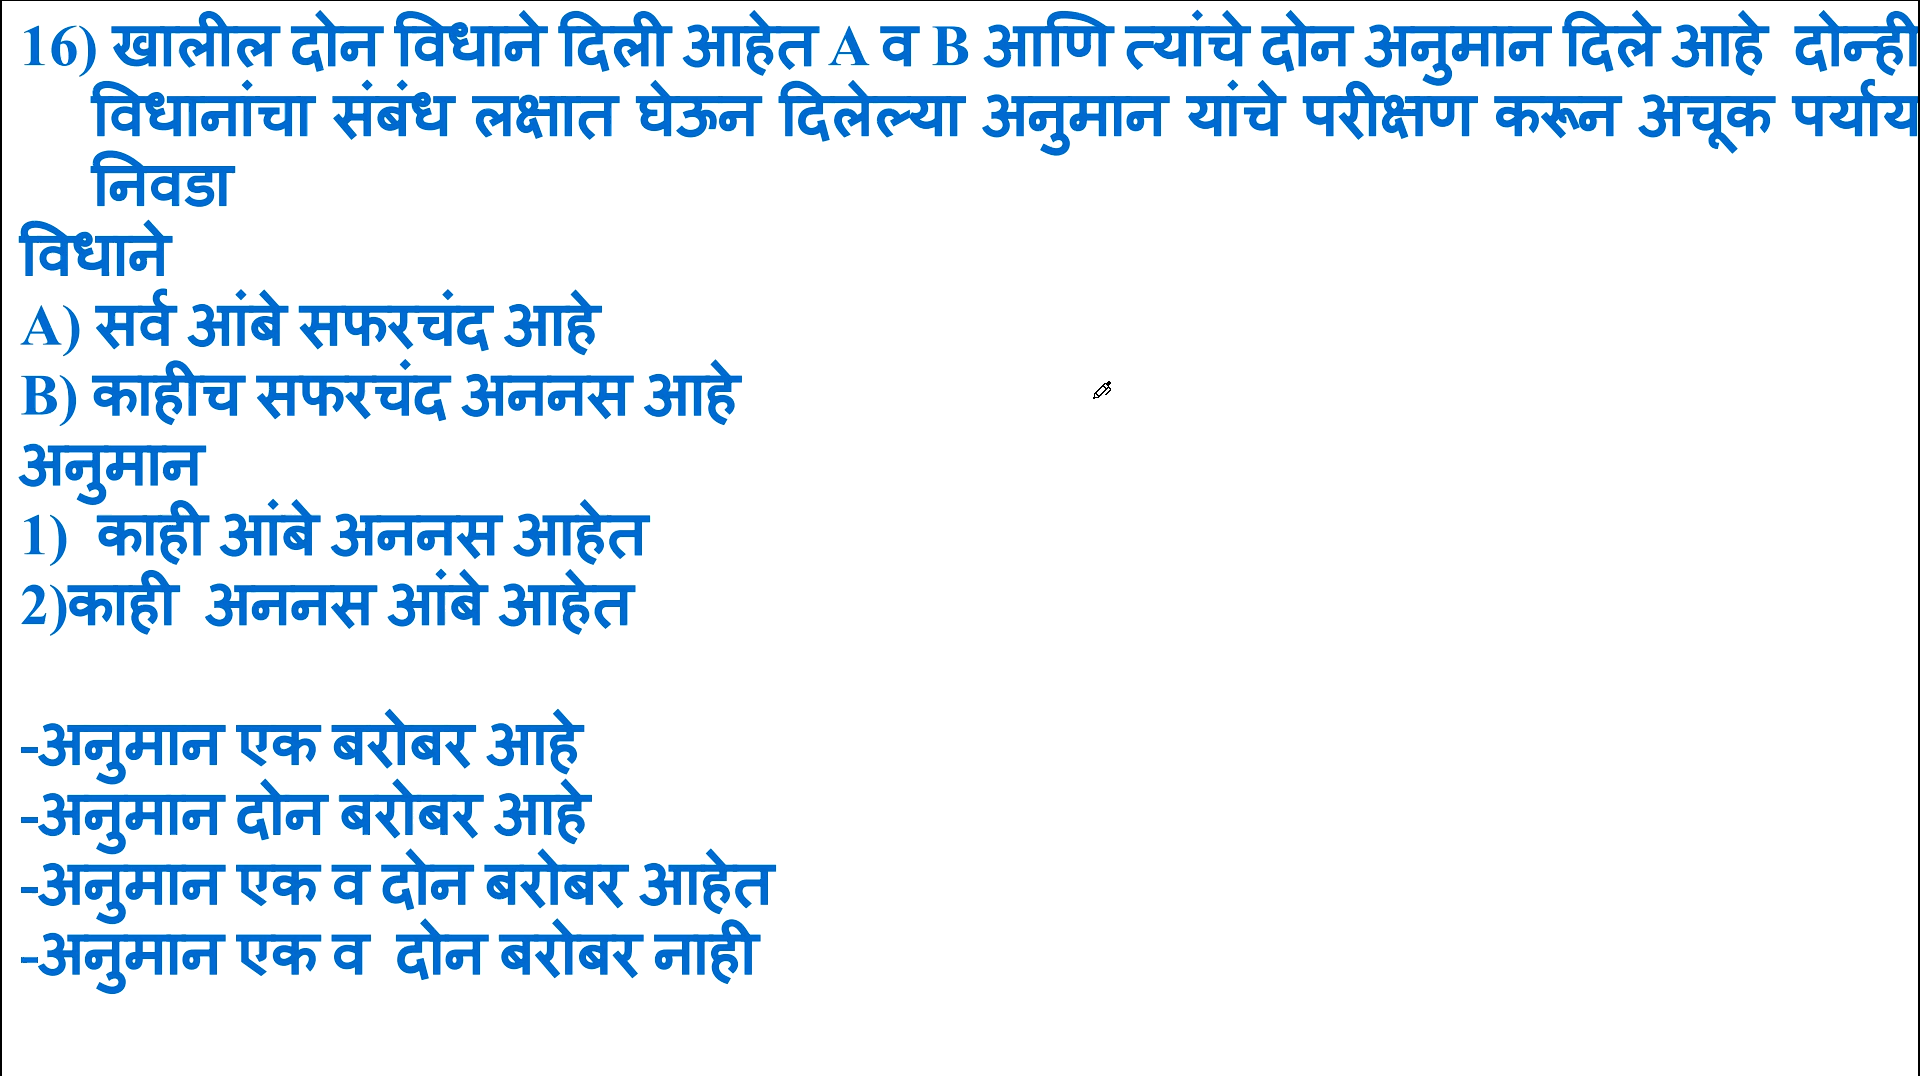 16) खालील दोन विधाने दिली आहेत A व B आणि त्यांचे दोन अनुमान दिले आहे दोन्ही
विधानांचा संबंध लक्षात घेऊन दिलेल्या अनुमान यांचे परीक्षण करून अचूक पर्याय
निवडा
विधाने
A) सर्व आंबे सफरचंद आहे
B) काहीच सफरचंद अननस आहे
अनुमान
1) काही आंबे अननस आहेत
2)काही अननस आंबे आहेत
-अनुमान एक बरोबर आहे
-अनुमान दोन बरोबर आहे
-अनुमान एक व दोन बरोबर आहेत
-अनुमान एक व दोन बरोबर नाही